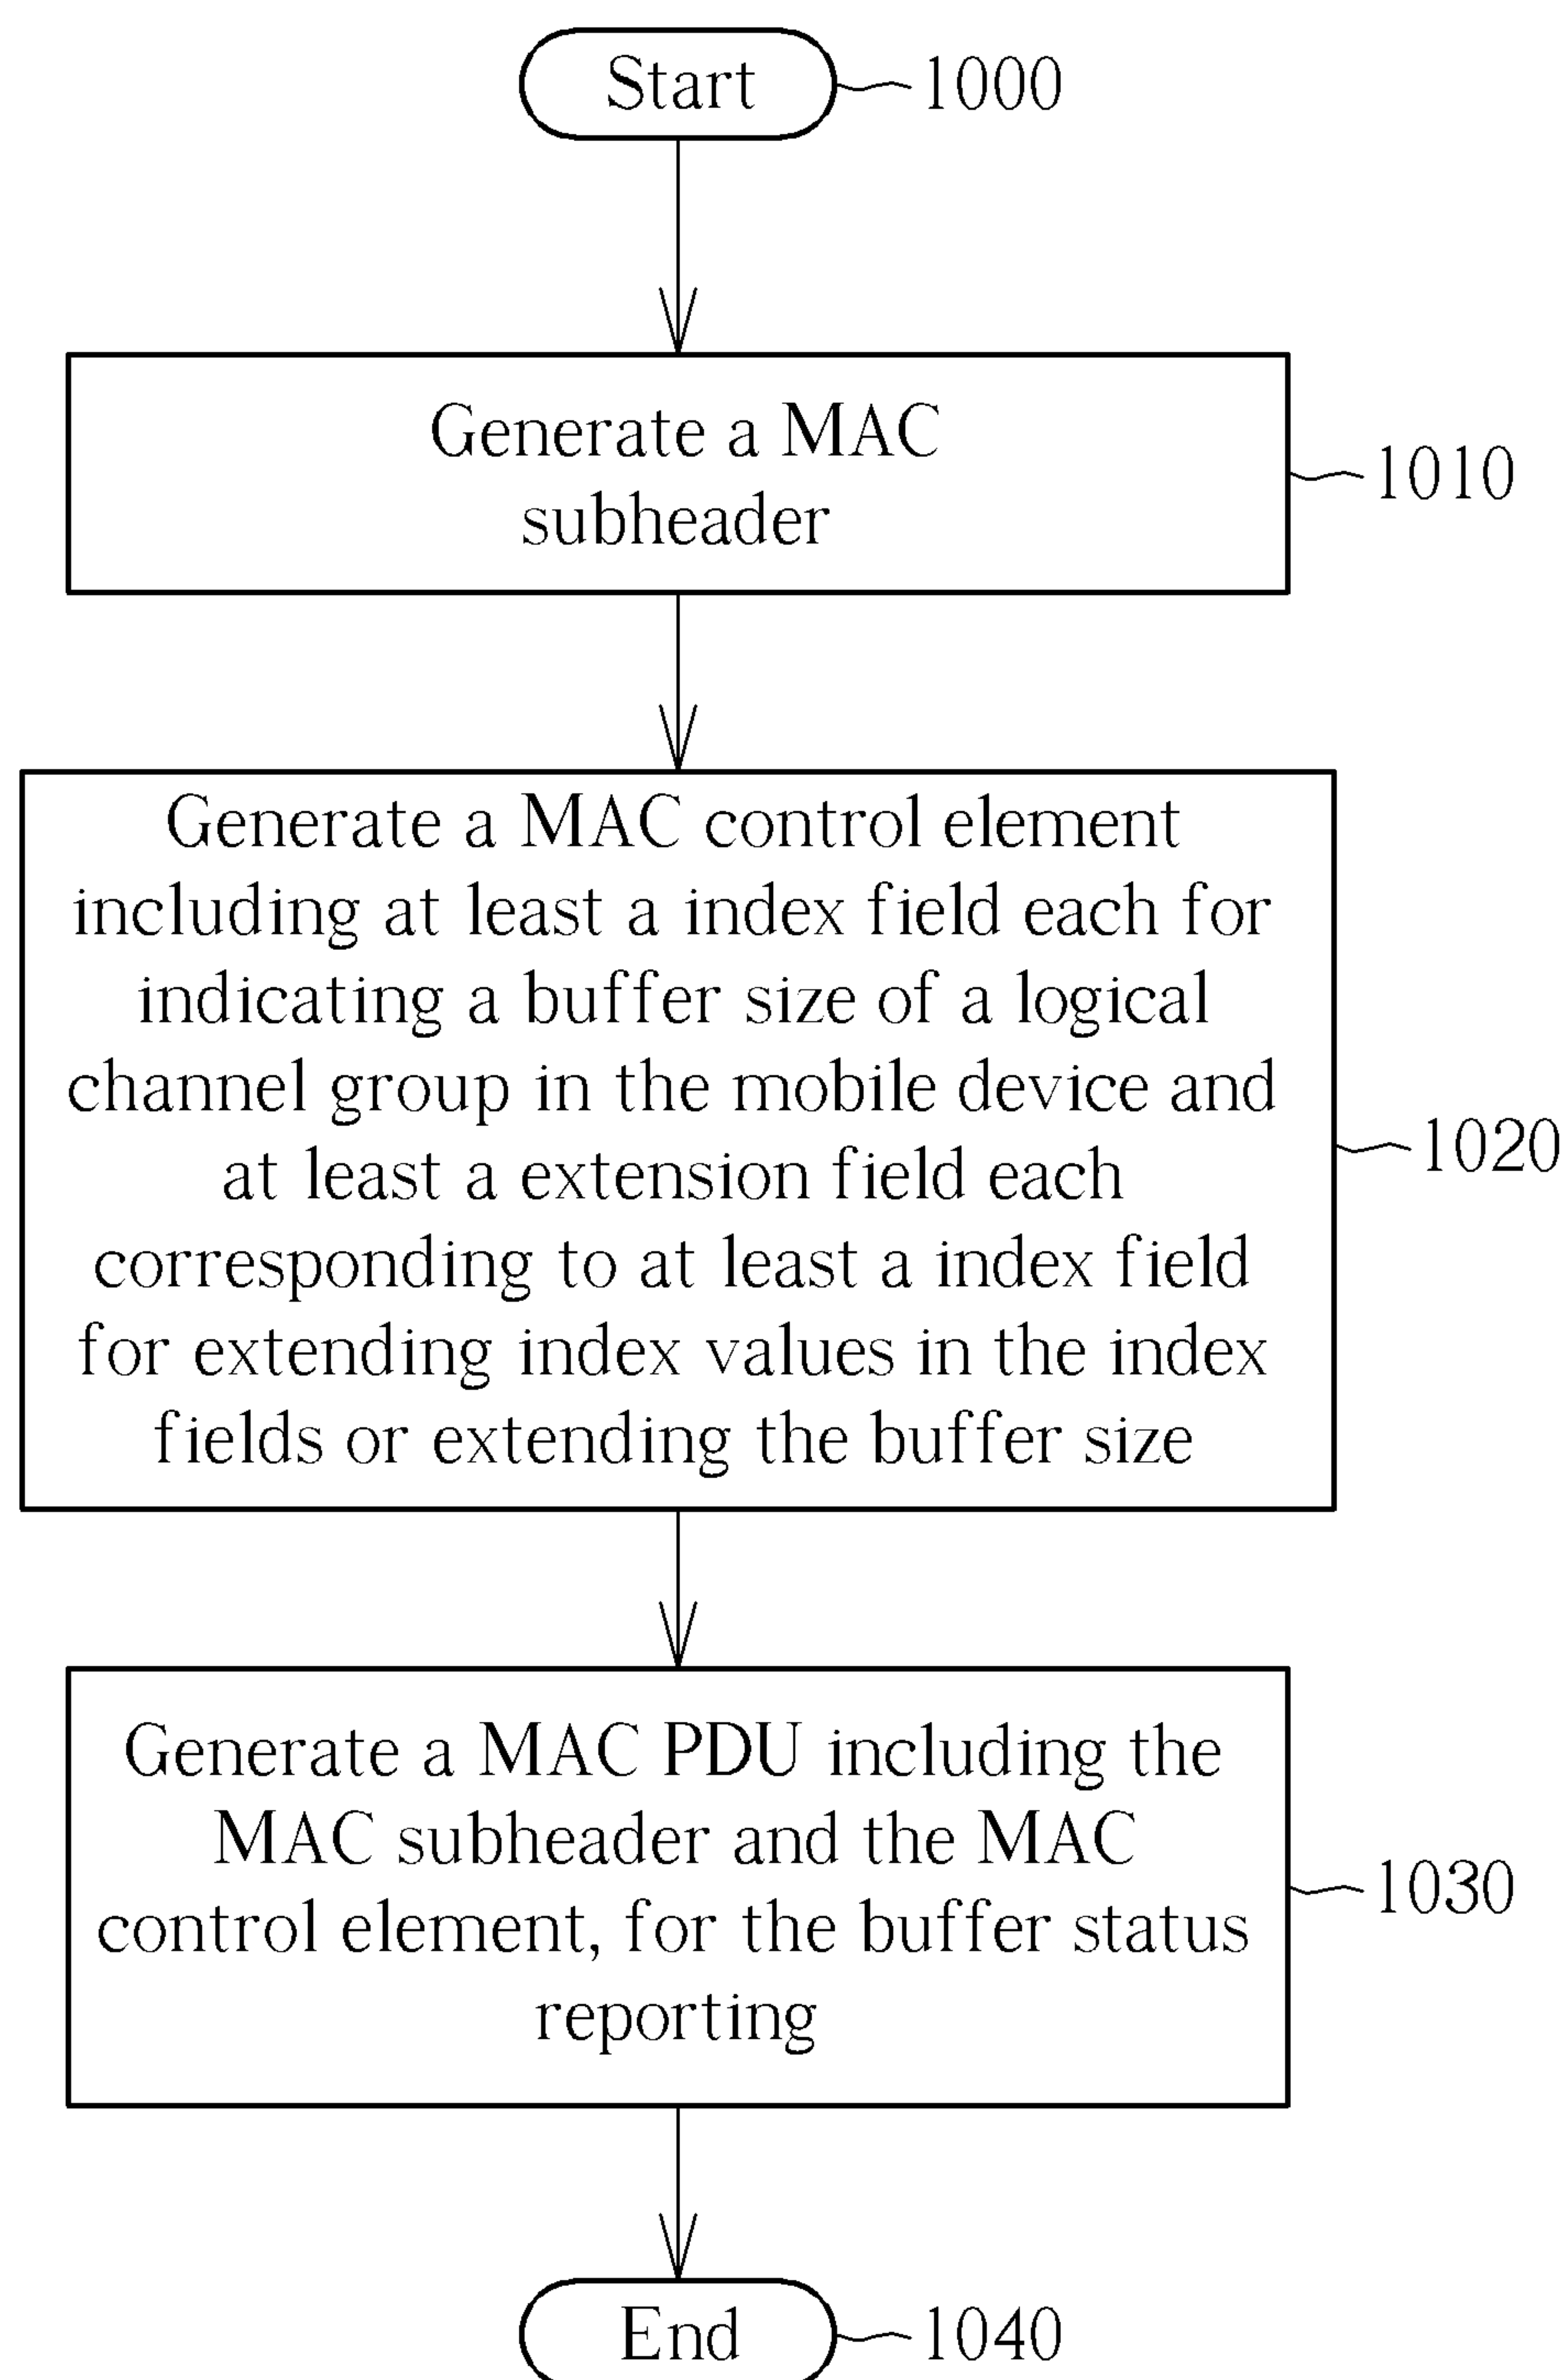 Start
1000
Generate a MAC
subheader
1010
Generate a MAC control element
including at least a index field each for
indicating a buffer size of a logical
channel group in the mobile device and
at least a extension field each
corresponding to at least a index field
for extending index values in the index
fields or extending the buffer size
1020
Generate a MAC PDU including the
MAC subheader and the MAC
control element, for the buffer status
reporting
1030
End
1040